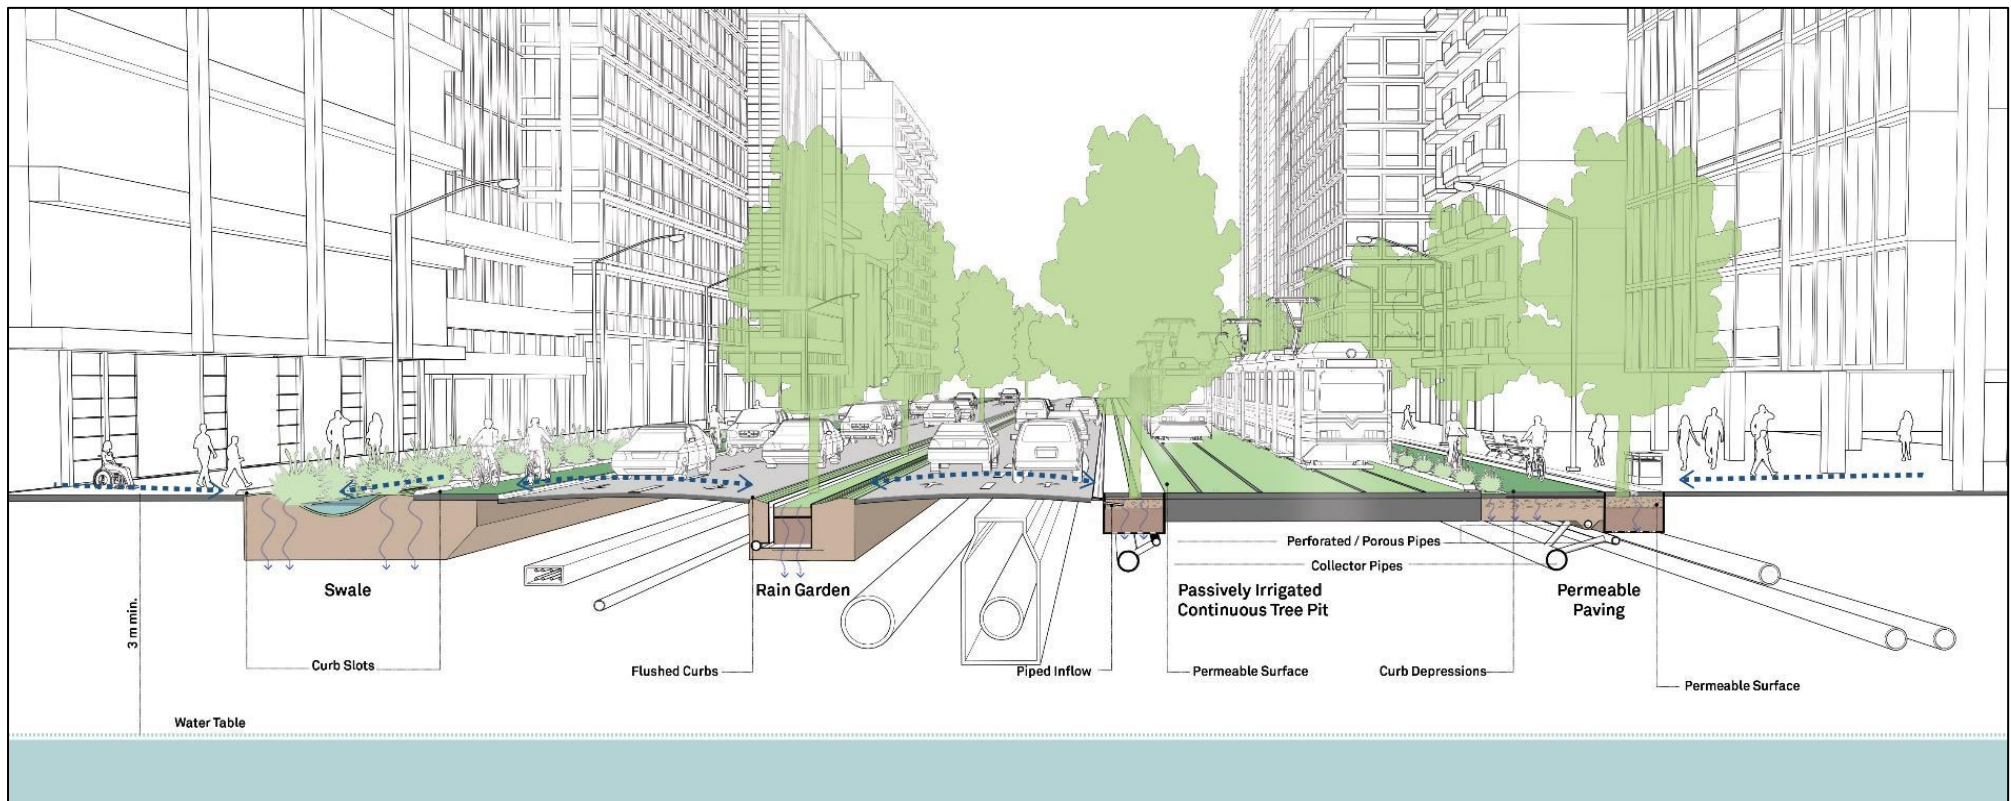 Perforated / Porous Pipes
Collector Pipes
Swale
Rain Garden
Passively Irrigated
Continuous Tree Pit
Permeable
Paving
3 m min.
Curb Slots
Flushed Curbs
Piped Inflow
Permeable Surface
Curb Depressions
Permeable Surface
Water Table